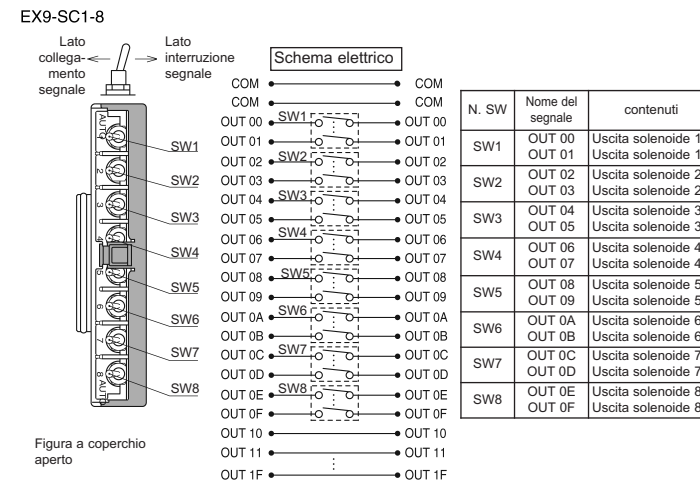 EX9-SC1-8
Lato
collega-
mento
segnale
Lato
interruzione
segnale
AUTO
2
3
4
5
6
7
8 AUTO
SW1
SW2
SW3
SW4
SW5
SW6
SW7
SW8
Figura a coperchio
aperto
Schema elettrico
COM COM
COM COM
OUT 00 SW1 OUT 00
OUT 01 OUT 01
OUT 02 SW2 OUT 02
OUT 03 OUT 03
OUT 04 SW3 OUT 04
OUT 05 OUT 05
OUT 06 SW4 OUT 06
OUT 07 OUT 07
OUT 08 SW5 OUT 08
OUT 09 OUT 09
OUT 0A SW6 OUT 0A
OUT 0B OUT 0B
OUT 0C SW7 OUT 0C
OUT 0D OUT 0D
OUT 0E SW8 OUT 0E
OUT 0F OUT 0F
OUT 10 OUT 10
OUT 11 OUT 11
OUT 1F OUT 1F
N. SW Nome del segnale contenuti
SW1 OUT 00 Uscita solenoide 1
OUT 01 Uscita solenoide 1
SW2 OUT 02 Uscita solenoide 2
OUT 03 Uscita solenoide 2
SW3 OUT 04 Uscita solenoide 3
OUT 05 Uscita solenoide 3
SW4 OUT 06 Uscita solenoide 4
OUT 07 Uscita solenoide 4
SW5 OUT 08 Uscita solenoide 5
OUT 09 Uscita solenoide 5
SW6 OUT 0A Uscita solenoide 6
OUT 0B Uscita solenoide 6
SW7 OUT 0C Uscita solenoide 7
OUT 0D Uscita solenoide 7
SW8 OUT 0E Uscita solenoide 8
OUT 0F Uscita solenoide 8